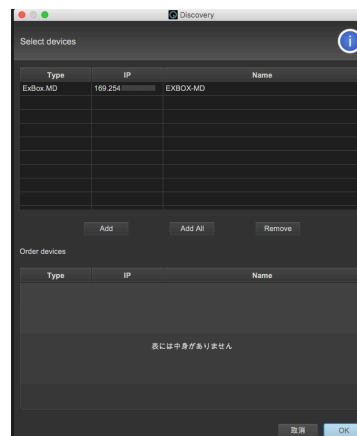 Discovery
Select devices
Type IP Name
ExBox.MD 169.254 EXBOX-MD
Add Add All Remove
Order devices
Type IP Name
表には中身がありません
取消 OK